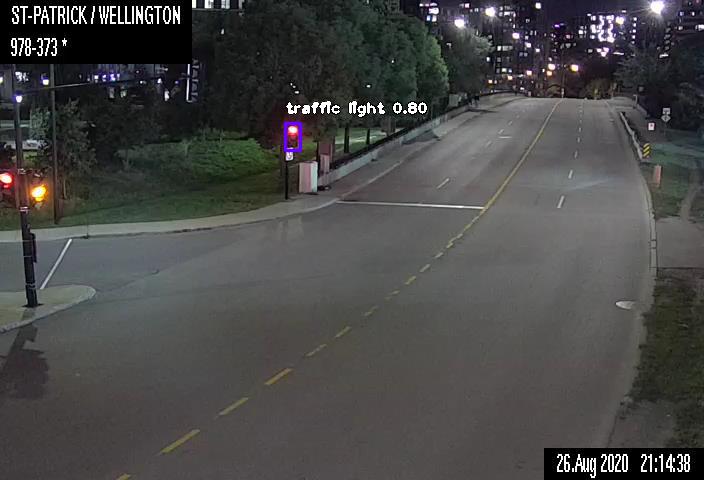 ST-PATRICK / WELLINGTON
978-373 *
traffic light 0.80
26.Aug 2020 21:14:38